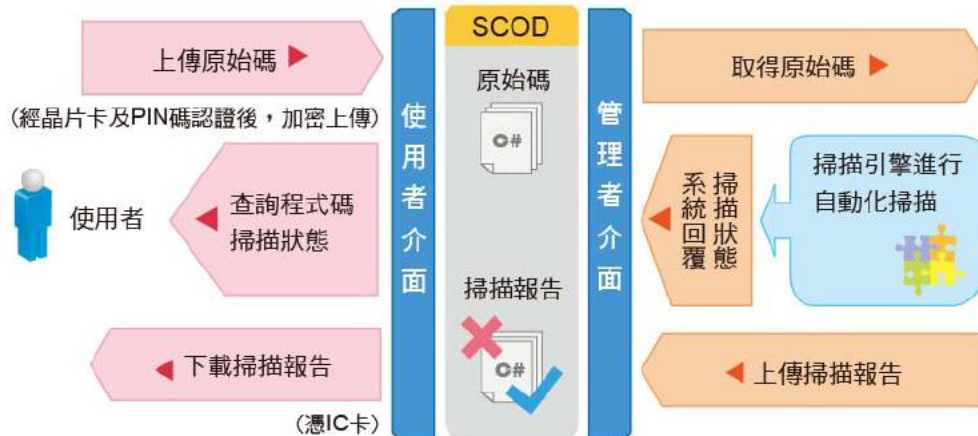 上傳原始碼
(經晶片卡及PIN碼認證後，加密上傳)
使用者
查詢程式碼
掃描狀態
下載掃描報告
(憑IC卡)
使用者介面
SCOD
原始碼
C#
掃描報告
C#
管理者介面
取得原始碼
掃描狀態
系統回覆
掃描引擎進行
自動化掃描
上傳掃描報告